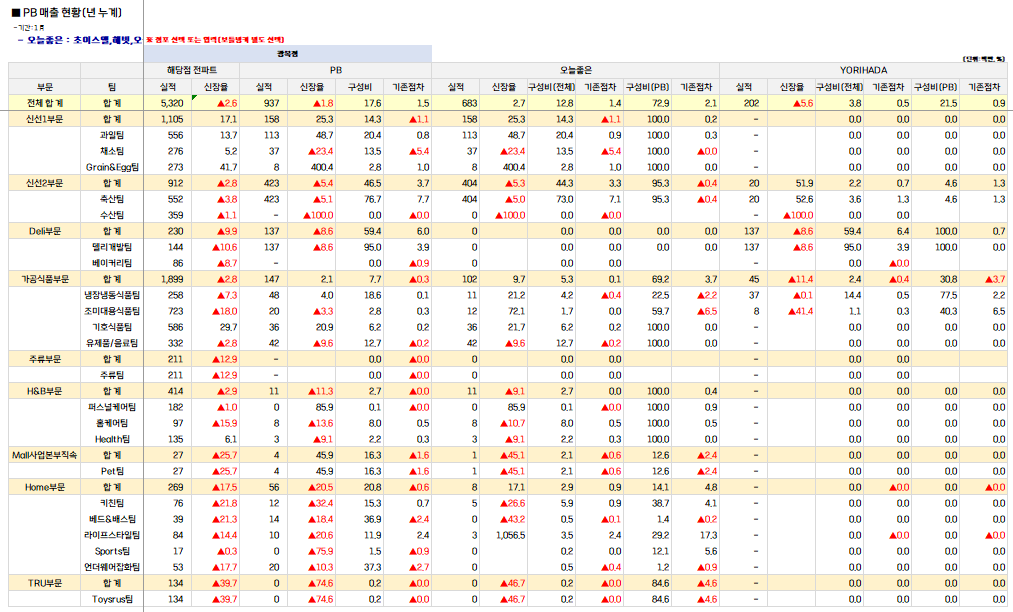 ■ PB 매출 현황(년 누계)
-기간:1월
- 오늘좋은 : 초이스엘,해빗,오
및 점포 선택 또는 협력(모듬쌈계 별도 선택)
중목명
(단위:백만, %)
해당점 전파트 PB 오늘좋은 YORIHADA
부문 팀 실적 신장율 실적 신장율 구성비 기존점차 실적 신장율 구성비(전체) 기존점차 구성비(PB) 기존점차 실적 신장율 구성비(전체) 기존점차 구성비(PB) 기존점차
전체 합 계 합 계 5,320 ▲2.6 937 ▲1.8 17.6 1.5 683 2.7 12.8 1.4 72.9 2.1 202 ▲5.6 3.8 0.5 21.5 0.9
신선1부문 합 계 1,105 17.1 158 25.3 14.3 ▲1.1 158 25.3 14.3 ▲1.1 100.0 0.2 - 0.0 0.0 0.0 0.0
과일팀 556 13.7 113 48.7 20.4 0.8 113 48.7 20.4 0.9 100.0 0.3 - 0.0 0.0 0.0 0.0
채소팀 276 5.2 37 ▲23.4 13.5 ▲5.4 37 ▲23.4 13.5 ▲5.4 100.0 ▲0.0 - 0.0 0.0 0.0 0.0
Grain&Egg팀 273 41.7 8 400.4 2.8 1.0 8 400.4 2.8 1.0 100.0 0.0 - 0.0 0.0 0.0 0.0
신선2부문 합 계 912 ▲2.8 423 ▲5.4 46.5 3.7 404 ▲5.3 44.3 3.3 95.3 ▲0.4 20 51.9 2.2 0.7 4.6 1.3
축산팀 552 ▲3.8 423 ▲5.1 76.7 7.7 404 ▲5.0 73.0 7.1 95.3 ▲0.4 20 52.6 3.6 1.3 4.6 1.3
수산팀 359 ▲1.1 - ▲100.0 0.0 ▲0.0 0 ▲100.0 0.0 ▲0.0 - ▲100.0 0.0 0.0
Deli부문 합 계 230 ▲9.9 137 ▲8.6 59.4 6.0 0 0.0 0.0 0.0 0.0 137 ▲8.6 59.4 6.4 100.0 0.7
델리개발팀 144 ▲10.6 137 ▲8.6 95.0 3.9 0 0.0 0.0 0.0 0.0 137 ▲8.6 95.0 3.9 100.0 0.0
베이커리팀 86 ▲8.7 - 0.0 ▲0.9 0 0.0 0.0 - 0.0 ▲0.0
가공식품부문 합 계 1,899 ▲2.8 147 2.1 7.7 ▲0.3 102 9.7 5.3 0.1 69.2 3.7 45 ▲11.4 2.4 ▲0.4 30.8 ▲3.7
냉장냉동식품팀 258 ▲7.3 48 4.0 18.6 0.1 11 21.2 4.2 ▲0.4 22.5 ▲2.2 37 ▲0.1 14.4 0.5 77.5 2.2
조미대용식품팀 723 ▲18.0 20 ▲3.3 2.8 0.3 12 72.1 1.7 0.0 59.7 ▲6.5 8 ▲41.4 1.1 0.3 40.3 6.5
기호식품팀 586 29.7 36 20.9 6.2 0.2 36 21.7 6.2 0.2 100.0 0.0 - 0.0 0.0 0.0 0.0
유제품/음료팀 332 ▲2.8 42 ▲9.6 12.7 ▲0.2 42 ▲9.6 12.7 ▲0.2 100.0 0.0 - 0.0 0.0 0.0 0.0
주류부문 합 계 211 ▲12.9 - 0.0 ▲0.0 0 0.0 0.0 - 0.0 0.0
주류팀 211 ▲12.9 - 0.0 ▲0.0 0 0.0 0.0 - 0.0 0.0
H&B부문 합 계 414 ▲2.9 11 ▲11.3 2.7 ▲0.0 11 ▲9.1 2.7 0.0 100.0 0.4 - 0.0 0.0 0.0 0.0
퍼스널케어팀 182 ▲1.0 0 85.9 0.1 ▲0.0 0 85.9 0.1 ▲0.0 100.0 0.9 - 0.0 0.0 0.0 0.0
홈케어팀 97 ▲15.9 8 ▲13.6 8.0 0.5 8 ▲10.7 8.0 0.5 100.0 0.5 - 0.0 0.0 0.0 0.0
Health팀 135 6.1 3 ▲9.1 2.2 0.3 3 ▲9.1 2.2 0.3 100.0 0.0 - 0.0 0.0 0.0 0.0
Mall사업본부직속 합 계 27 ▲25.7 4 45.9 16.3 ▲1.6 1 ▲45.1 2.1 ▲0.6 12.6 ▲2.4 - 0.0 0.0 0.0 0.0
Pet팀 27 ▲25.7 4 45.9 16.3 ▲1.6 1 ▲45.1 2.1 ▲0.6 12.6 ▲2.4 - 0.0 0.0 0.0 0.0
Home부문 합 계 269 ▲17.5 56 ▲20.5 20.8 ▲0.6 8 17.1 2.9 0.9 14.1 4.8 - 0.0 ▲0.0 0.0 ▲0.0
키친팀 76 ▲21.8 12 ▲32.4 15.3 0.7 5 ▲26.6 5.9 0.9 38.7 4.1 - 0.0 0.0 0.0 0.0
베드&배스팀 39 ▲21.3 14 ▲18.4 36.9 ▲2.4 0 ▲43.2 0.5 ▲0.1 1.4 ▲0.2 - 0.0 0.0 0.0 0.0
라이프스타일팀 84 ▲14.4 10 ▲20.6 11.9 2.4 3 1,056.5 3.5 2.4 29.2 17.3 - 0.0 ▲0.0 0.0 ▲0.0
Sports팀 17 ▲0.3 0 ▲75.9 1.5 ▲0.9 0 0.2 0.0 12.1 5.6 - 0.0 0.0 0.0 0.0
언더웨어잡화팀 53 ▲17.7 20 ▲10.3 37.3 ▲2.7 0 0.5 ▲0.4 1.2 ▲0.9 - 0.0 0.0 0.0 0.0
TRU부문 합 계 134 ▲39.7 0 ▲74.6 0.2 ▲0.0 0 ▲46.7 0.2 ▲0.0 84.6 ▲4.6 - 0.0 0.0 0.0 0.0
Toysrus팀 134 ▲39.7 0 ▲74.6 0.2 ▲0.0 0 ▲46.7 0.2 ▲0.0 84.6 ▲4.6 - 0.0 0.0 0.0 0.0